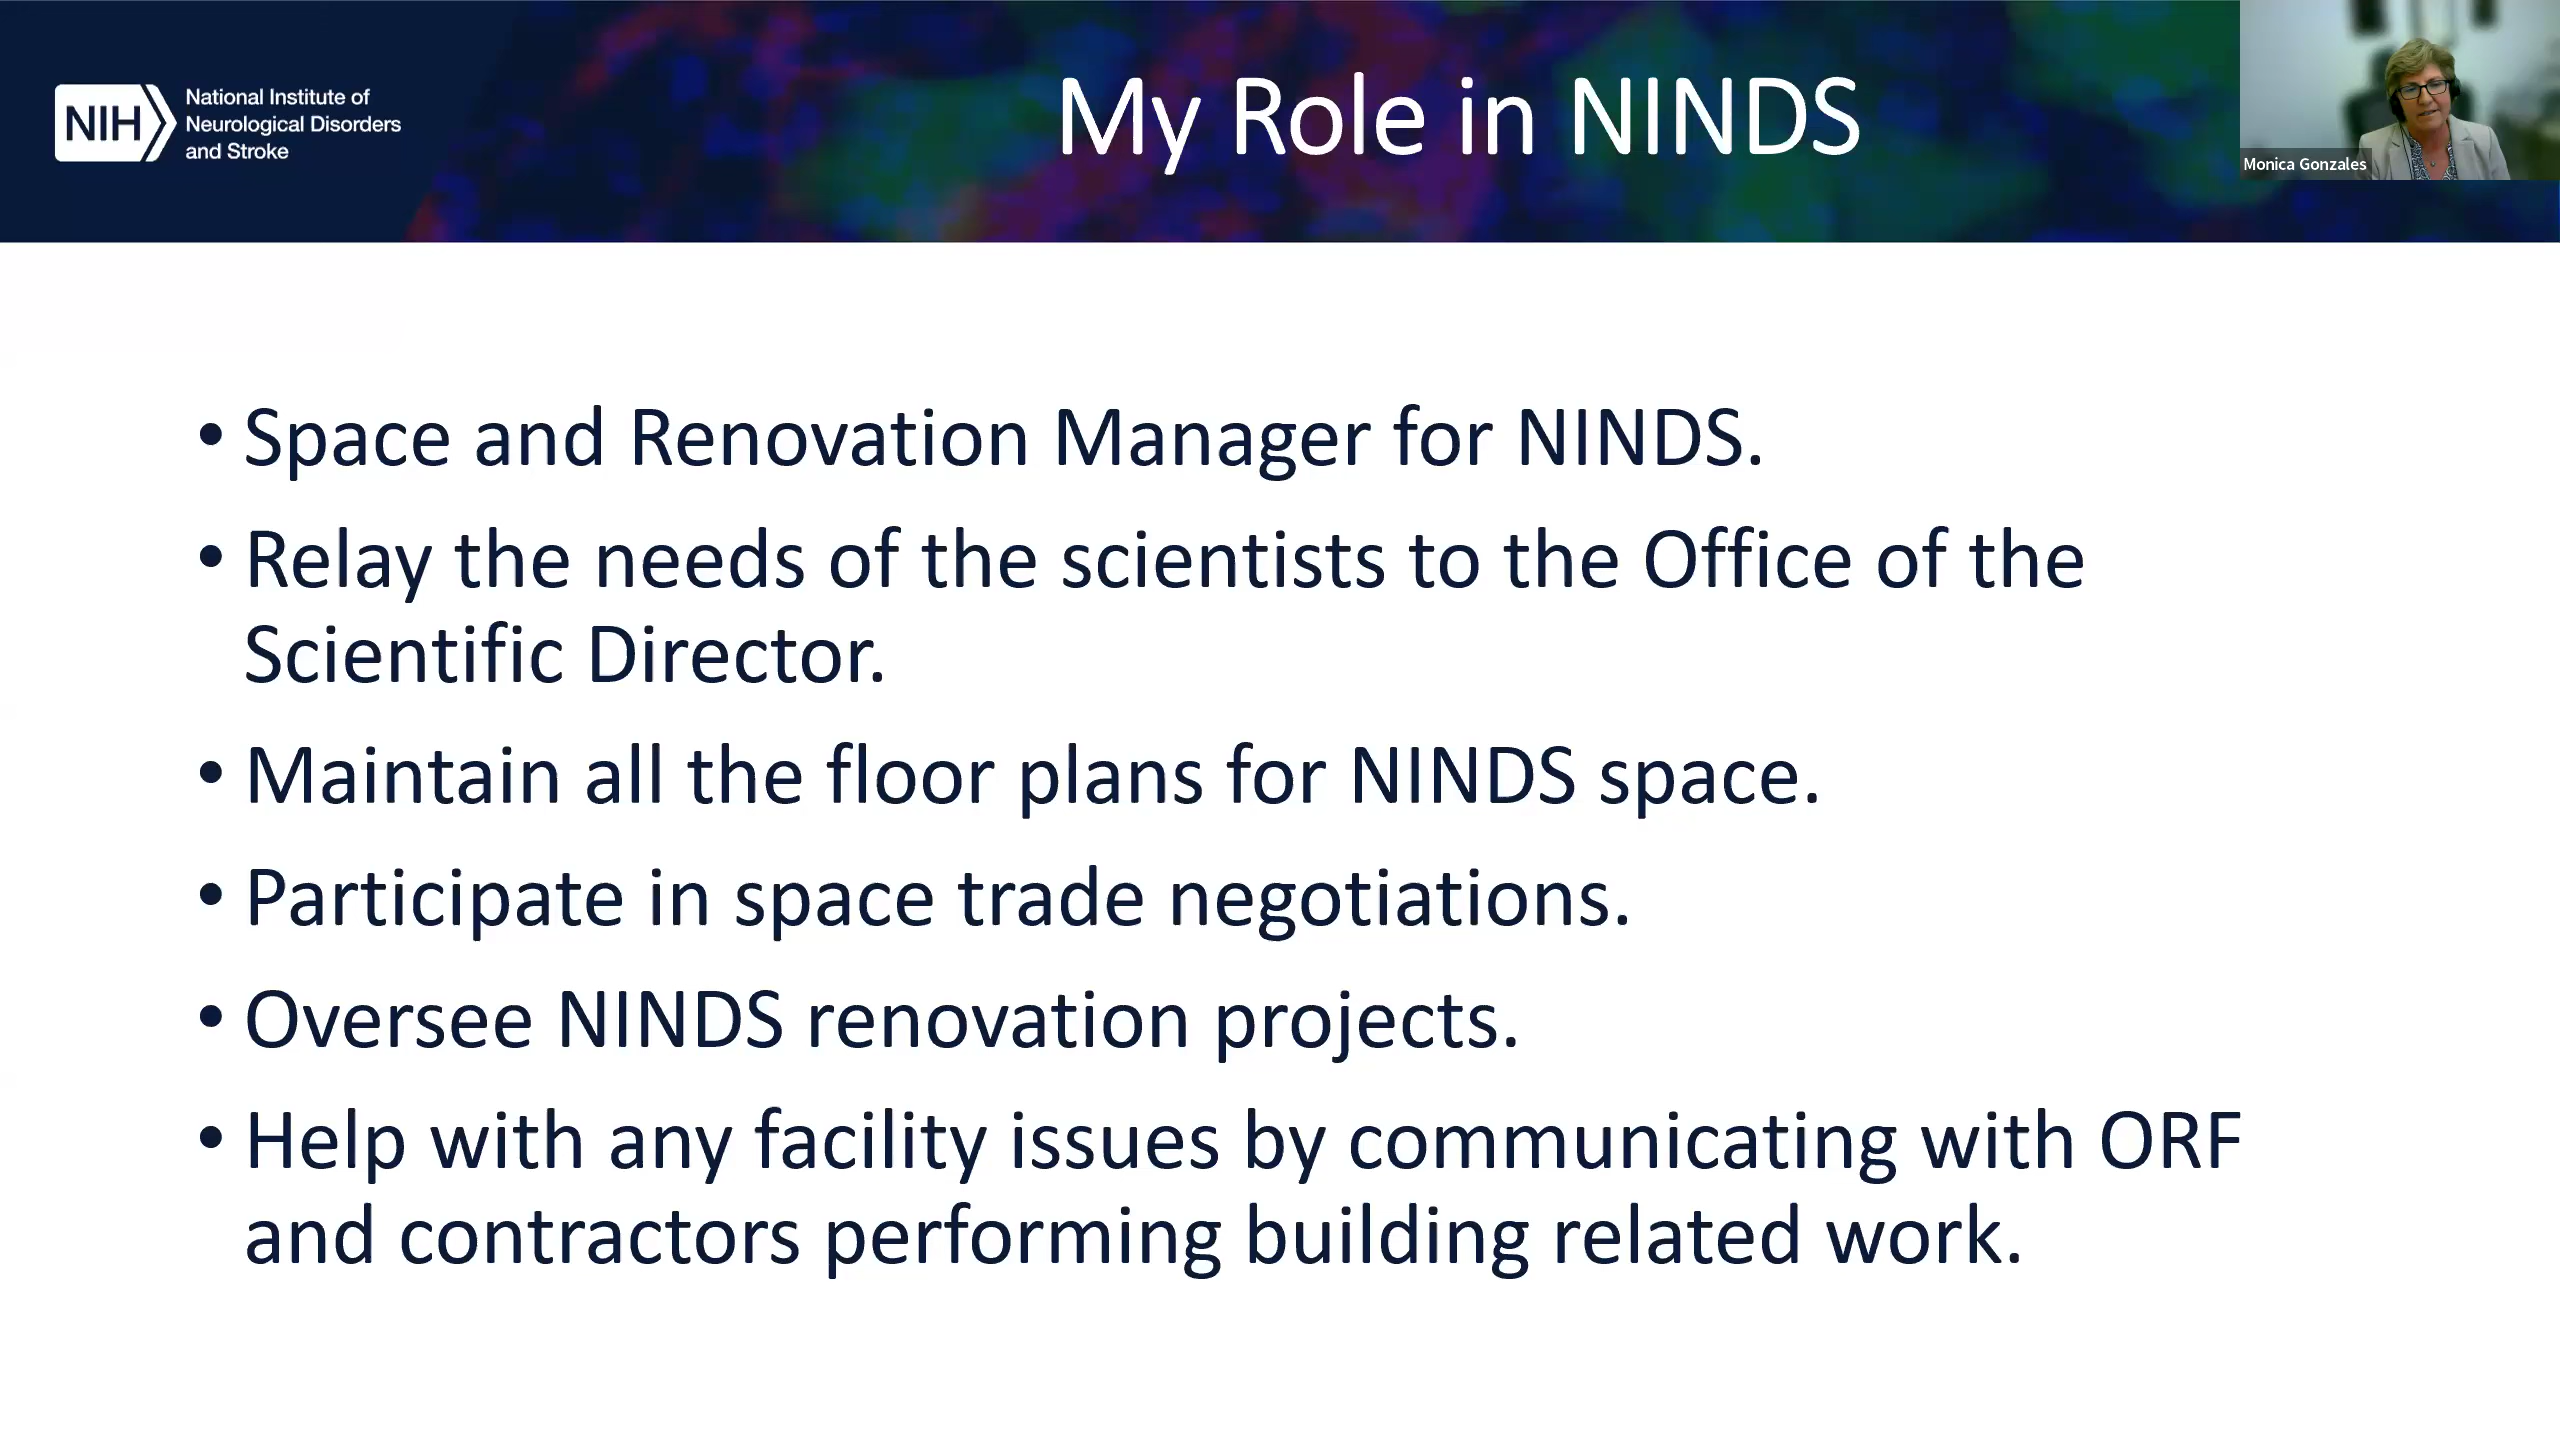 NIH
National Institute of
Neurological Disorders
and Stroke
My Role in NINDS
Monica Gonzales
• Space and Renovation Manager for NINDS.
• Relay the needs of the scientists to the Office of the
Scientific Director.
• Maintain all the floor plans for NINDS space.
• Participate in space trade negotiations.
• Oversee NINDS renovation projects.
• Help with any facility issues by communicating with ORF
and contractors performing building related work.